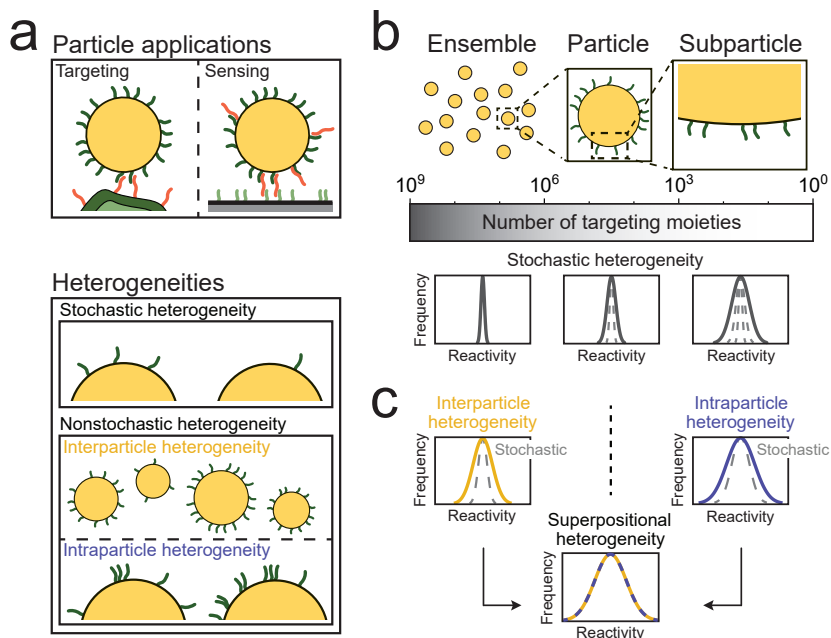 a
Particle applications
Targeting
Sensing
Heterogeneities
Stochastic heterogeneity
Nonstochastic heterogeneity
Interparticle heterogeneity
Intraparticle heterogeneity
b
Ensemble
Particle
Subparticle
10⁹
10⁶
10³
10⁰
Number of targeting moieties
Stochastic heterogeneity
Frequency
Reactivity
Reactivity
Reactivity
c
Interparticle
heterogeneity
Frequency
Stochastic
Reactivity
Intraparticle
heterogeneity
Frequency
Stochastic
Reactivity
Superpositional
heterogeneity
Frequency
Reactivity